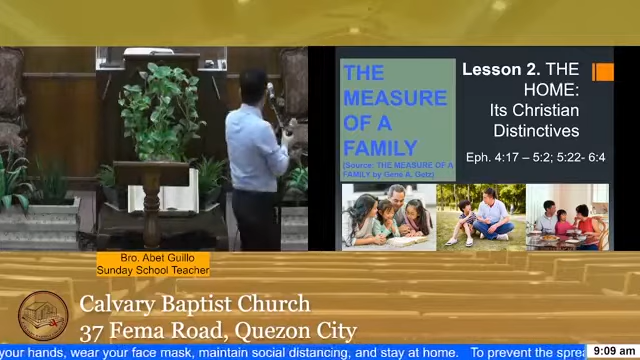 THE
MEASURE
OF A
FAMILY
(Source: THE MEASURE OF A
FAMILY by Gene A. Getz)
Lesson 2. THE
HOME:
Its Christian
Distinctives
Eph. 4:17 – 5:2; 5:22- 6:4
Bro. Abet Guillo
Sunday School Teacher
Calvary Baptist Church
37 Fema Road, Quezon City
your hands, wear your face mask, maintain social distancing, and stay at home. To prevent the
9:09 am